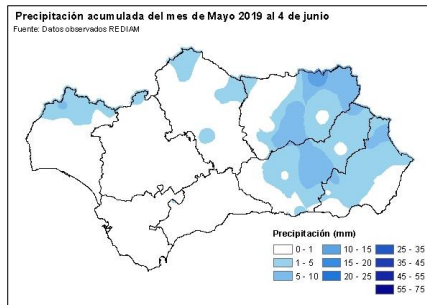 Precipitación acumulada del mes de Mayo 2019 al 4 de junio
Fuente: Datos observados REDIAM
Precipitación (mm)
0 - 1 10 - 15 25 - 35
1 - 5 15 - 20 35 - 45
5 - 10 20 - 25 45 - 55
55 - 75